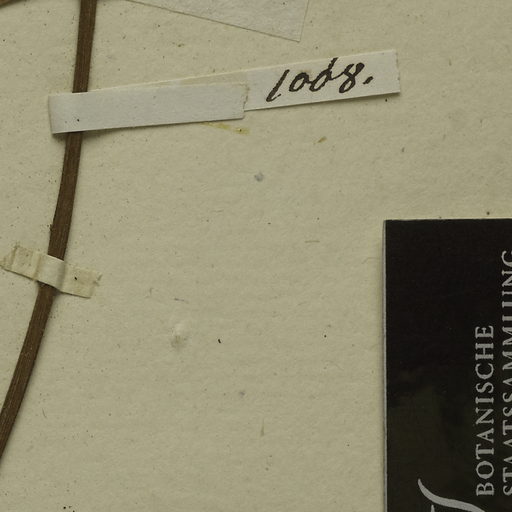 1068.
BOTANISCHE
STAATSSAMMLUNG